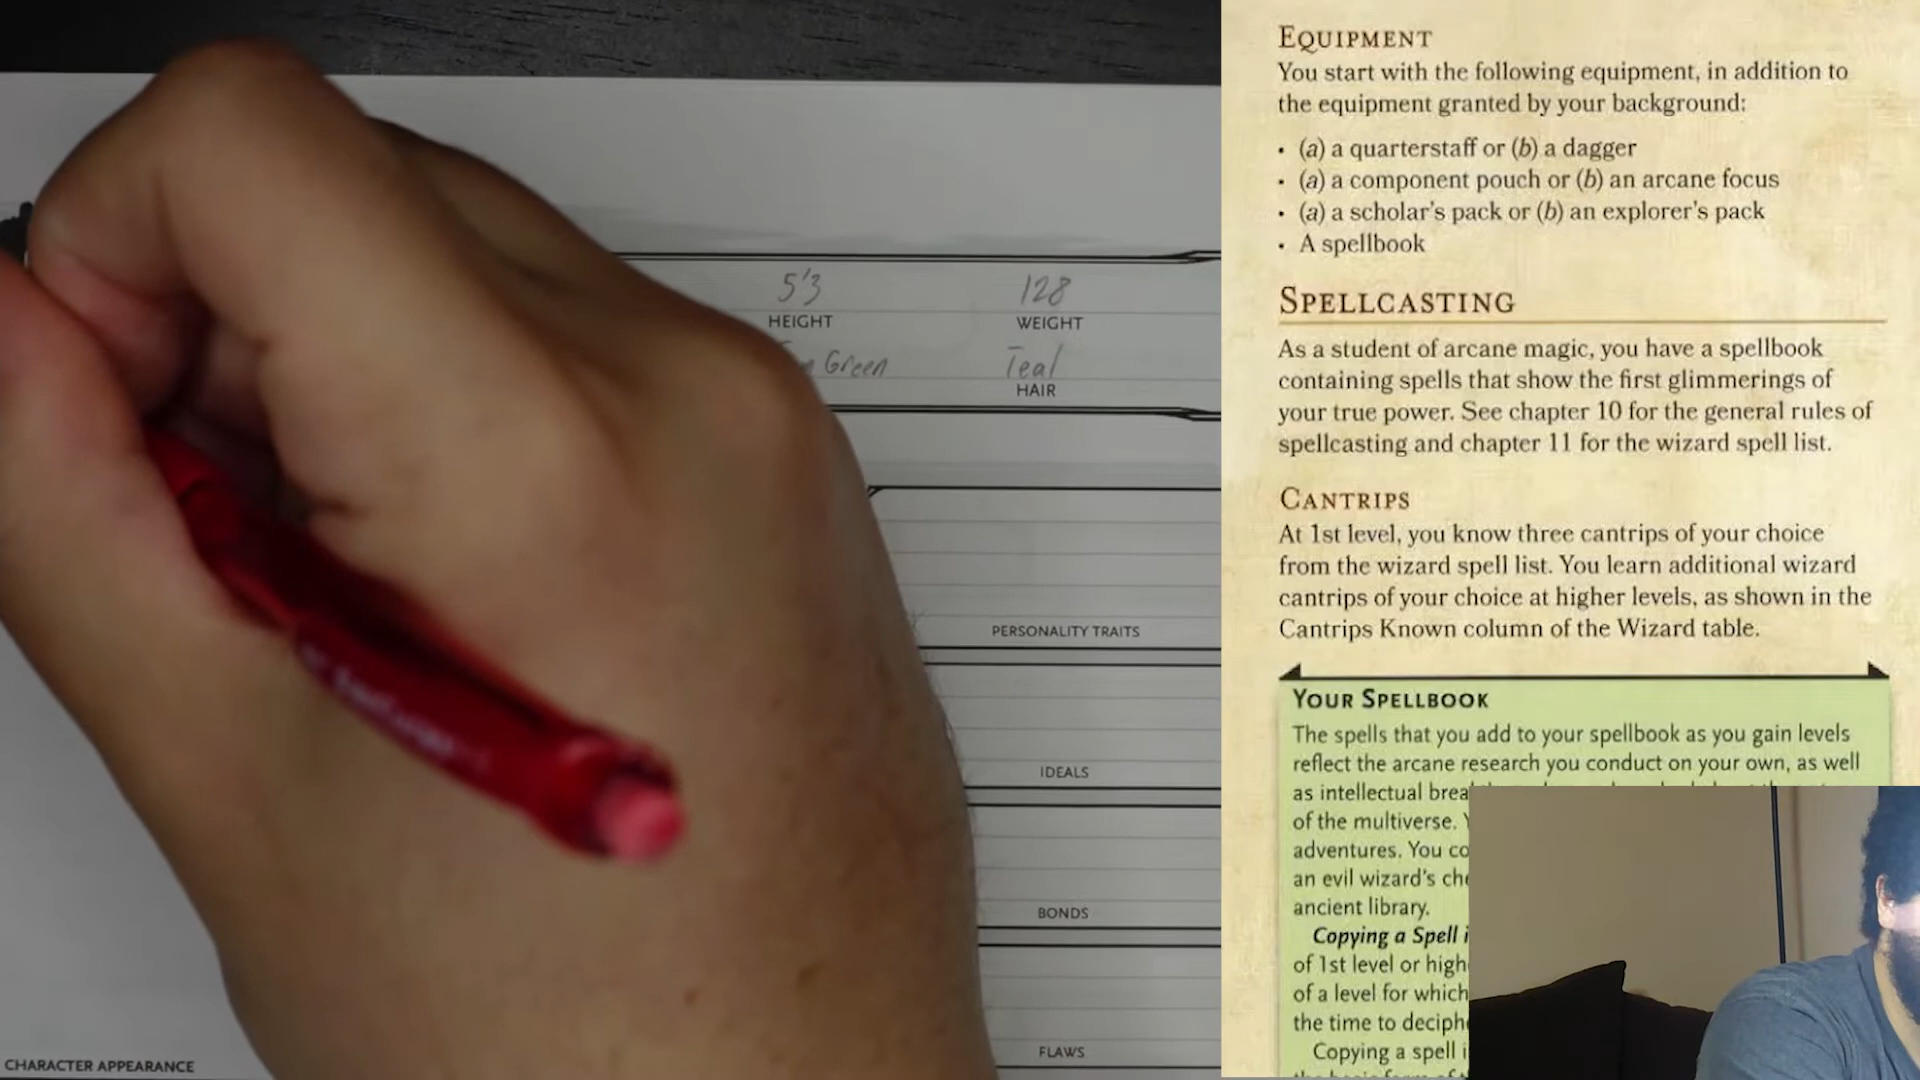 5'3
128
HEIGHT
WEIGHT
Green
Teal
HAIR
PERSONALITY TRAITS
IDEALS
BONDS
FLAWS
CHARACTER APPEARANCE
EQUIPMENT
You start with the following equipment, in addition to
the equipment granted by your background:
• (a) a quarterstaff or (b) a dagger
• (a) a component pouch or (b) an arcane focus
• (a) a scholar's pack or (b) an explorer's pack
• A spellbook
SPELLCASTING
As a student of arcane magic, you have a spellbook
containing spells that show the first glimmerings of
your true power. See chapter 10 for the general rules of
spellcasting and chapter 11 for the wizard spell list.
CANTRIPS
At 1st level, you know three cantrips of your choice
from the wizard spell list. You learn additional wizard
cantrips of your choice at higher levels, as shown in the
Cantrips Known column of the Wizard table.
YOUR SPELLBOOK
The spells that you add to your spellbook as you gain levels
reflect the arcane research you conduct on your own, as well
as intellectual
of the multiverse.
adventures. You
an evil wizard's
ancient library.
Copying a Spell
of 1st level or
of a level for which
the time to
Copying a spell